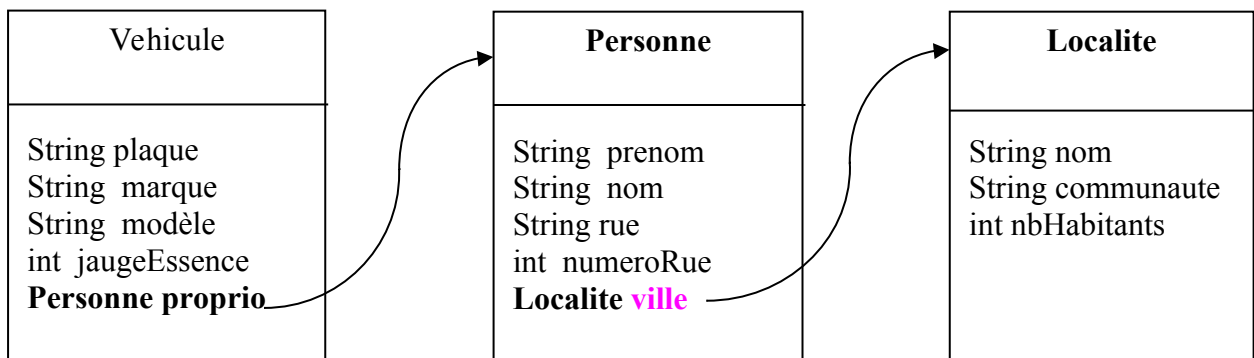 Vehicule
String plaque
String marque
String modèle
int jaugeEssence
Personne proprio
Personne
String prenom
String nom
String rue
int numeroRue
Localite ville
Localite
String nom
String communaute
int nbHabitants